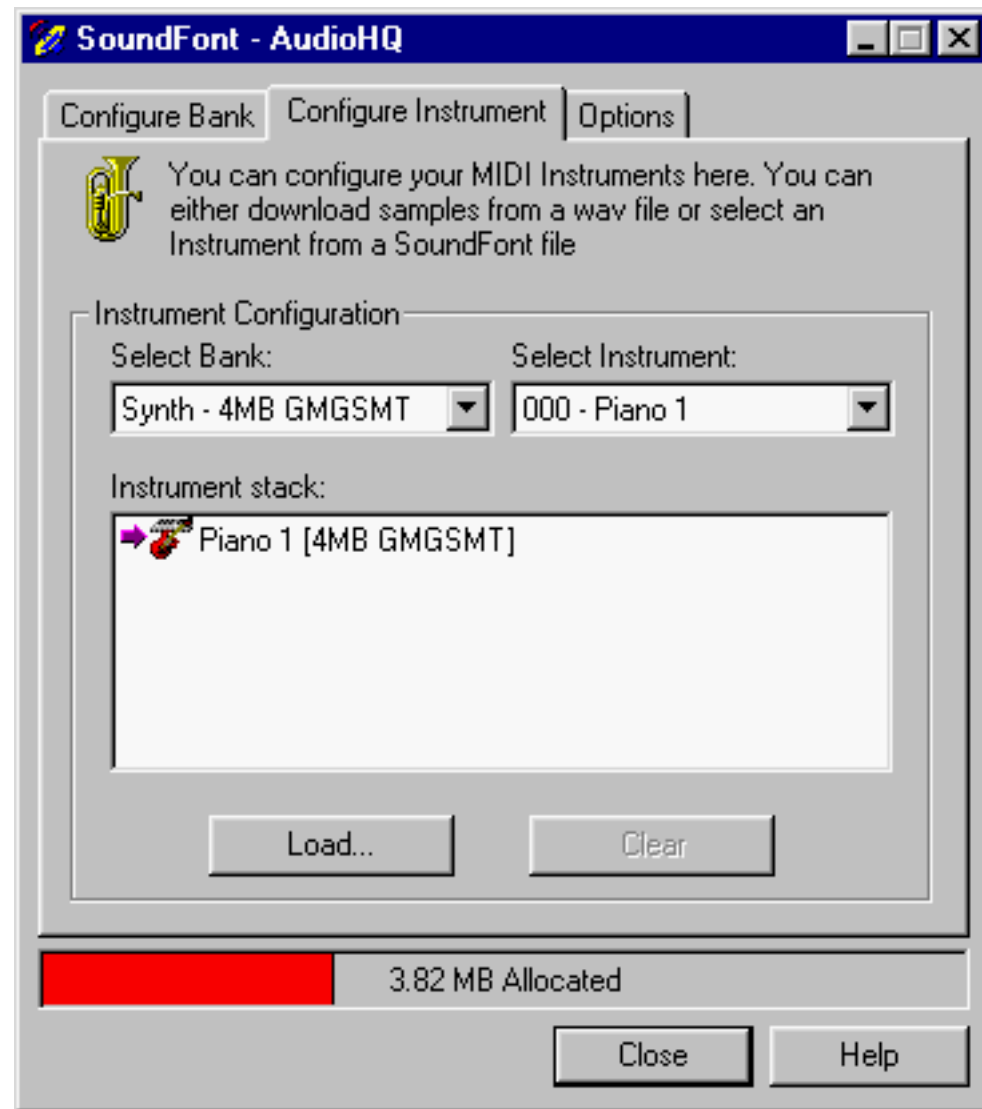 SoundFont - AudioHQ
Configure Bank
Configure Instrument
Options
You can configure your MIDI Instruments here. You can
either download samples from a wav file or select an
Instrument from a SoundFont file
Instrument Configuration
Select Bank:
Select Instrument:
Synth - 4MB GMGSMT
000 - Piano 1
Instrument stack:
Piano 1 [4MB GMGSMT]
Load...
Clear
3.82 MB Allocated
Close
Help